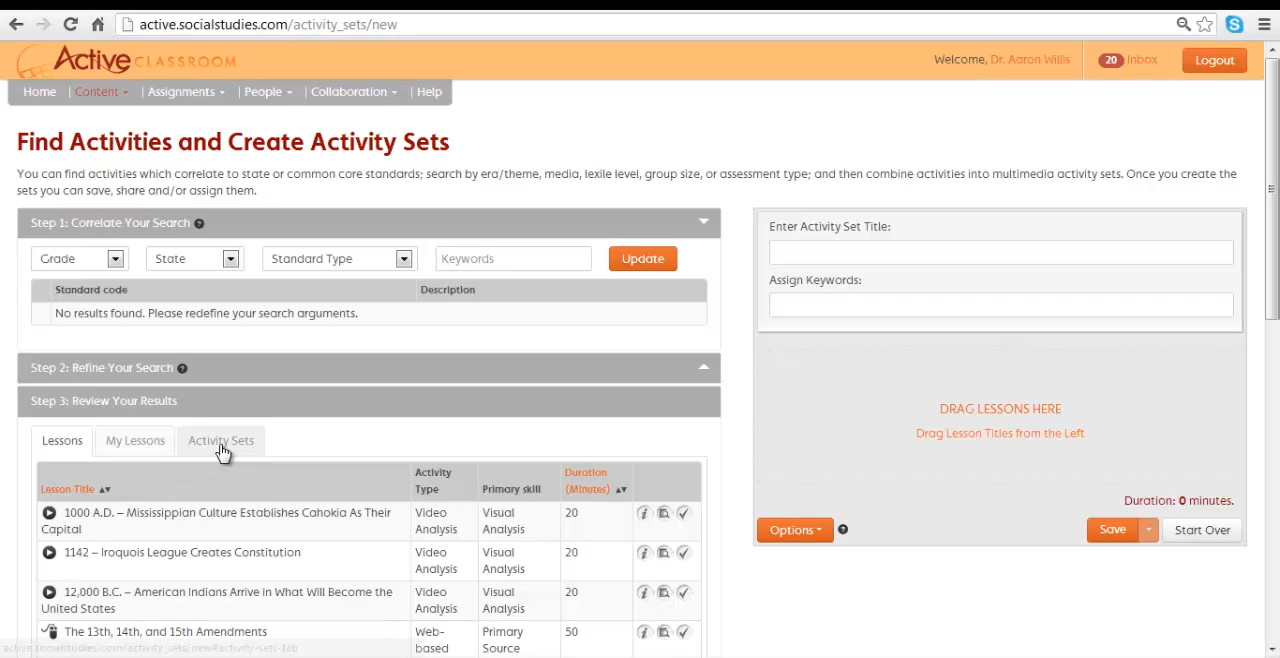 active.socialstudies.com/activity_sets/new
Active CLASSROOM
Welcome, Dr. Aaron Willis
20 Inbox
Logout
Home | Content | Assignments | People | Collaboration | Help
Find Activities and Create Activity Sets
You can find activities which correlate to state or common core standards; search by era/theme, media, lexile level, group size, or assessment type; and then combine activities into multimedia activity sets. Once you create the
sets you can save, share and/or assign them.
Step 1: Correlate Your Search ?
Grade State Standard Type Keywords Update
Standard code Description
No results found. Please redefine your search arguments.
Step 2: Refine Your Search ?
Step 3: Review Your Results
Lessons My Lessons Activity Sets
Lesson Title Activity Type Primary skill Duration (Minutes)
1000 A.D. – Mississippian Culture Establishes Cahokia As Their Capital Video Analysis Visual Analysis 20
1142 – Iroquois League Creates Constitution Video Analysis Visual Analysis 20
12,000 B.C. – American Indians Arrive in What Will Become the United States Video Analysis Visual Analysis 20
The 13th, 14th, and 15th Amendments Web-based Primary Source 50
active.socialstudies.com/activity_sets/new#activity-sets-tab
Enter Activity Set Title:
Assign Keywords:
DRAG LESSONS HERE
Drag Lesson Titles from the Left
Duration: 0 minutes.
Options ? Save Start Over